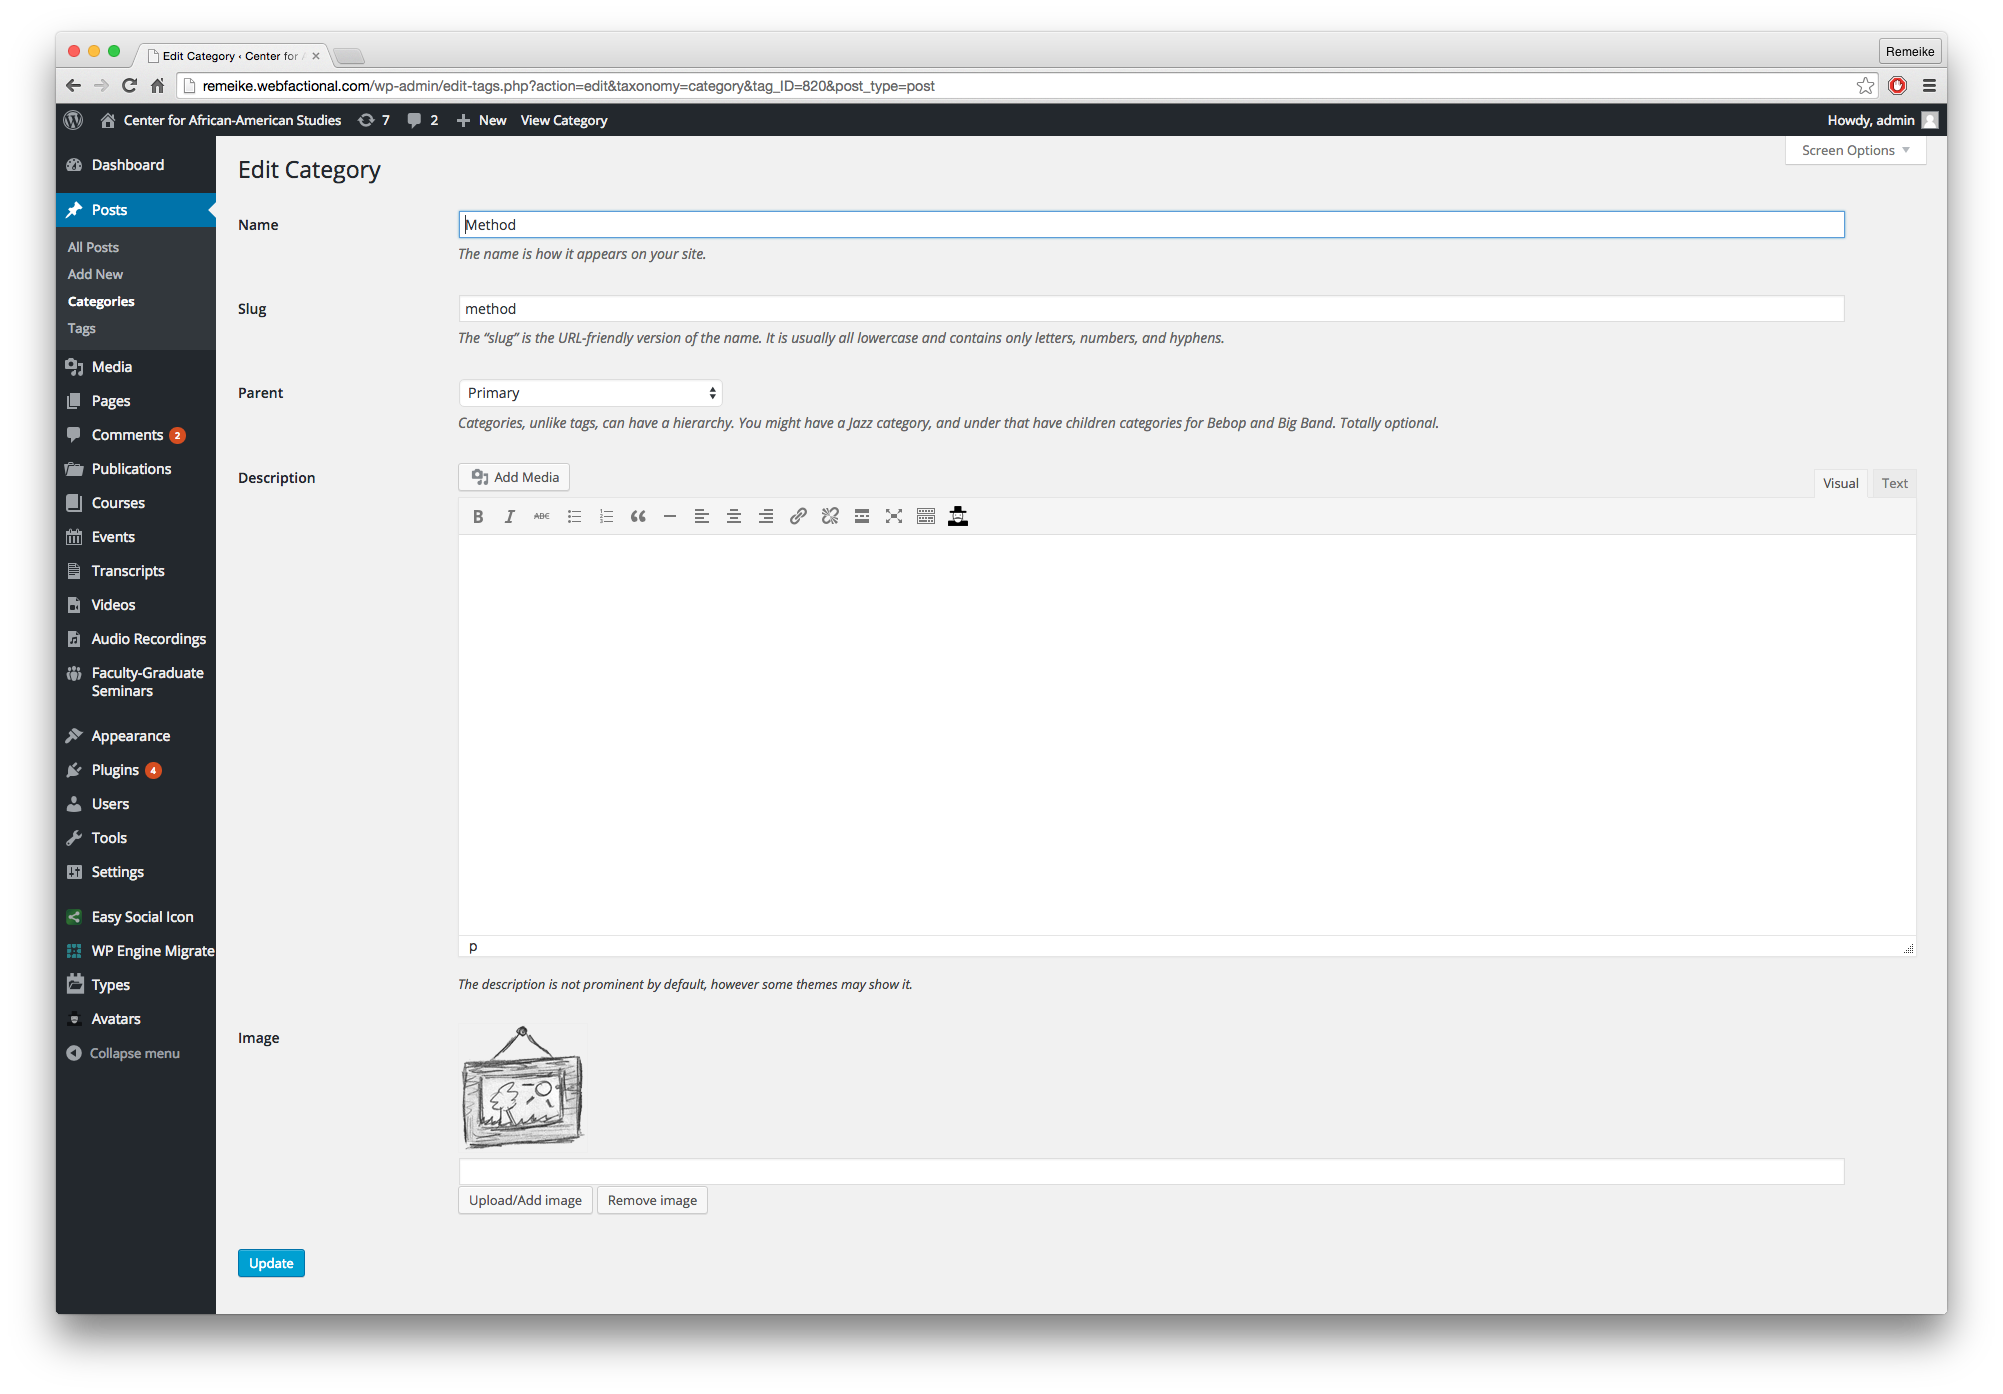 Edit Category ‹ Center for
Remeike
remeike.webfactional.com/wp-admin/edit-tags.php?action=edit&taxonomy=category&tag_ID=820&post_type=post
Center for African-American Studies 7 2 New View Category Howdy, admin
Screen Options
Dashboard
Posts
All Posts
Add New
Categories
Tags
Media
Pages
Comments 2
Publications
Courses
Events
Transcripts
Videos
Audio Recordings
Faculty-Graduate
Seminars
Appearance
Plugins 4
Users
Tools
Settings
Easy Social Icon
WP Engine Migrate
Types
Avatars
Collapse menu
Edit Category
Name
Method
The name is how it appears on your site.
Slug
method
The “slug” is the URL-friendly version of the name. It is usually all lowercase and contains only letters, numbers, and hyphens.
Parent
Primary
Categories, unlike tags, can have a hierarchy. You might have a Jazz category, and under that have children categories for Bebop and Big Band. Totally optional.
Description
Add Media
Visual Text
B I ABC
p
The description is not prominent by default, however some themes may show it.
Image
Upload/Add image Remove image
Update